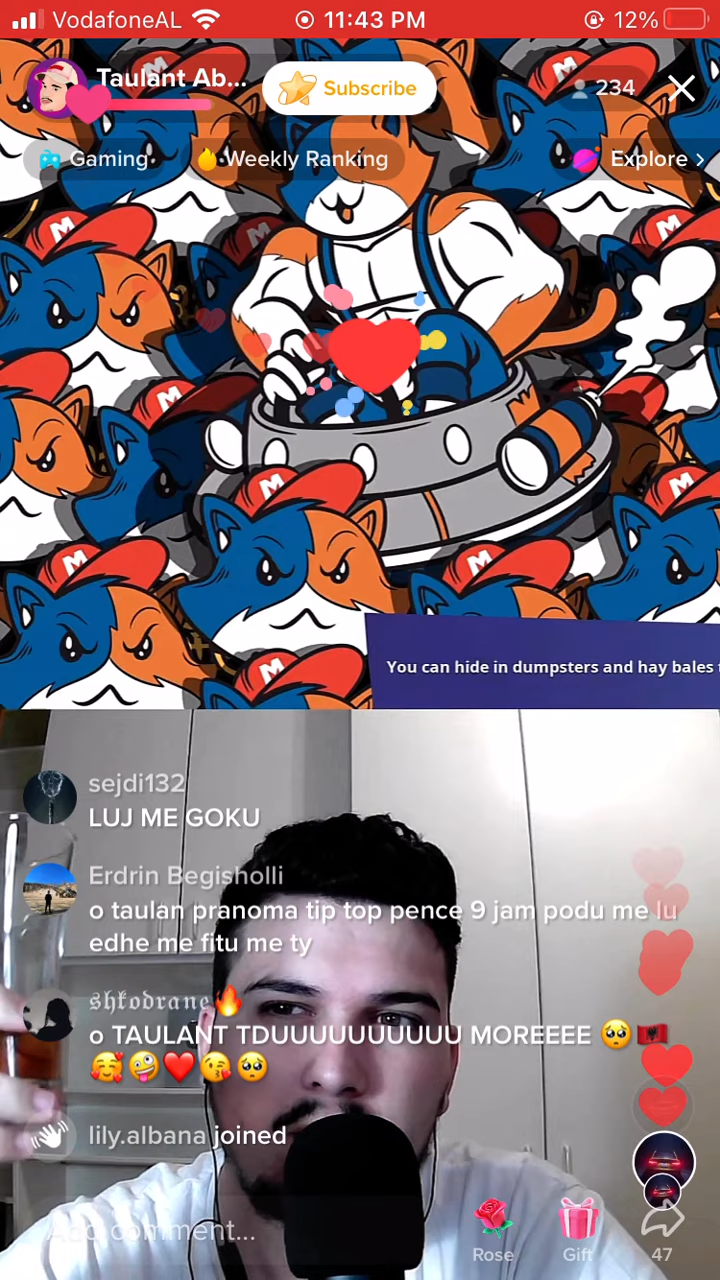 VodafoneAL
11:43 PM
12%
Taulant Ab...
Subscribe
234
Gaming
Weekly Ranking
Explore
M
M
M
M
M
M
M
M
You can hide in dumpsters and hay bales
sejdi132
LUJ ME GOKU
Erdrin Begisholli
o taulan pranoma tip top pence 9 jam podu me lu
edhe me fitu me ty
𝔰𝔥𝔨𝔬𝔡𝔯𝔞𝔫𝔢🔥
o TAULANT TDUUUUUUUUUU MOREEEE 🥺🇦🇱
🥰🤪❤️😘🥺
lily.albana joined
Add comment...
Rose
Gift
47